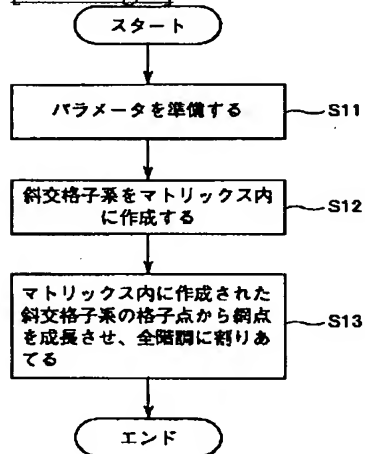 スタート
パラメータを準備する
S11
斜交格子系をマトリックス内
に作成する
S12
マトリックス内に作成された
斜交格子系の格子点から網点
を成長させ、全階調に割りあ
てる
S13
エンド